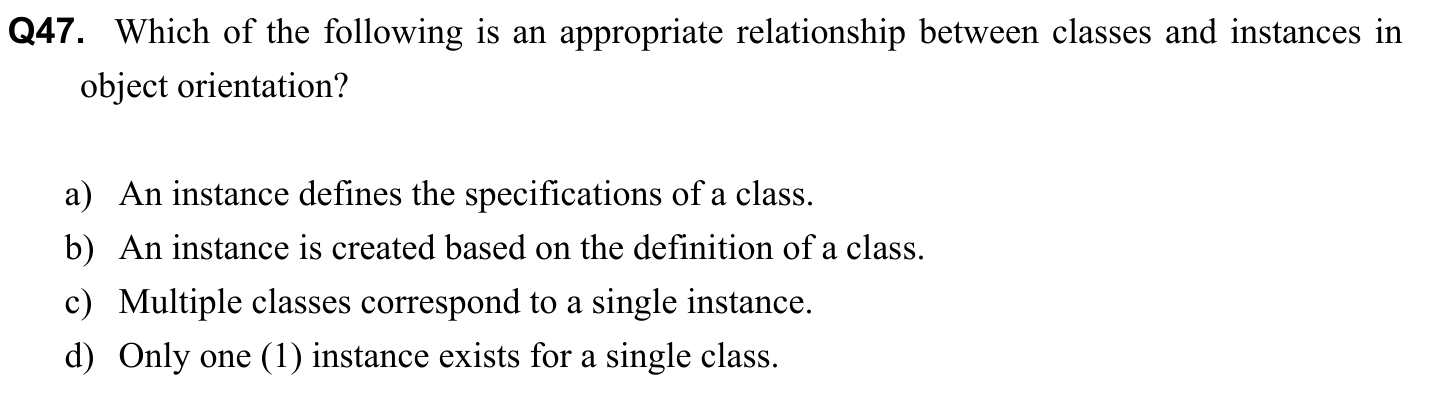 Q47. Which of the following is an appropriate relationship between classes and instances in
object orientation?
a) An instance defines the specifications of a class.
b) An instance is created based on the definition of a class.
c) Multiple classes correspond to a single instance.
d) Only one (1) instance exists for a single class.